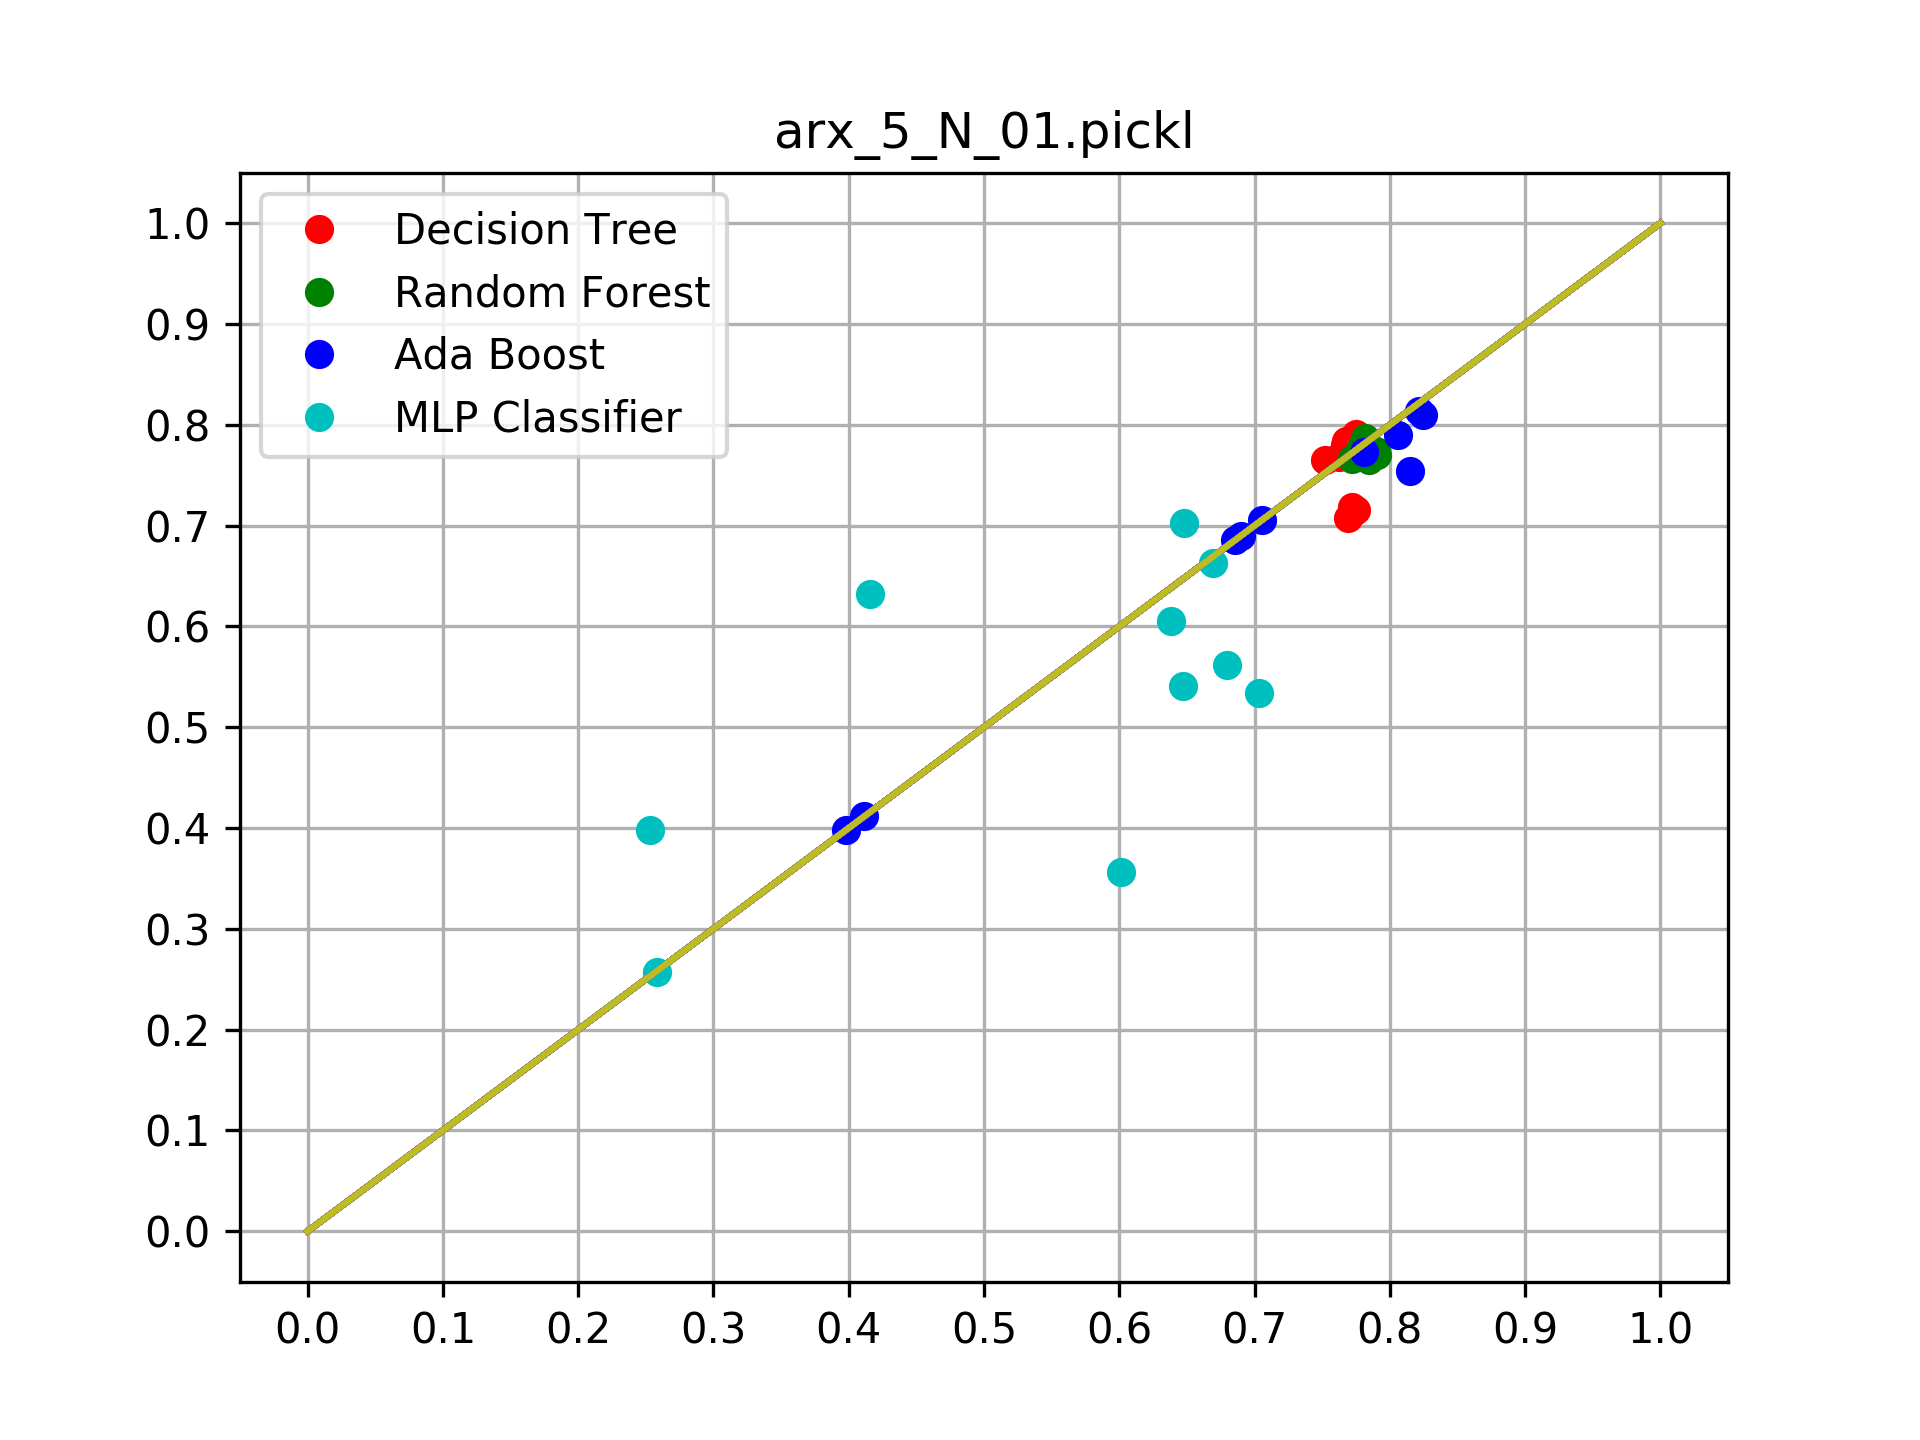 arx_5_N_01.pickl
Decision Tree
Random Forest
Ada Boost
MLP Classifier
1.0
0.9
0.8
0.7
0.6
0.5
0.4
0.3
0.2
0.1
0.0
0.0 0.1 0.2 0.3 0.4 0.5 0.6 0.7 0.8 0.9 1.0